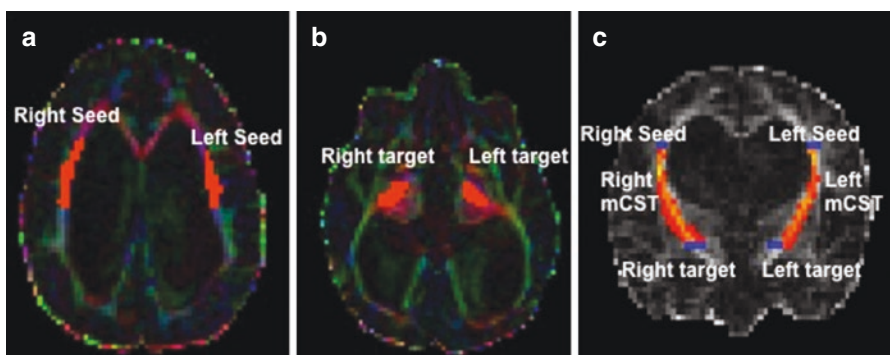 a
Right Seed
Left Seed
b
Right target
Left target
c
Right Seed
Left Seed
Right
mCST
Left
mCST
Right target
Left target